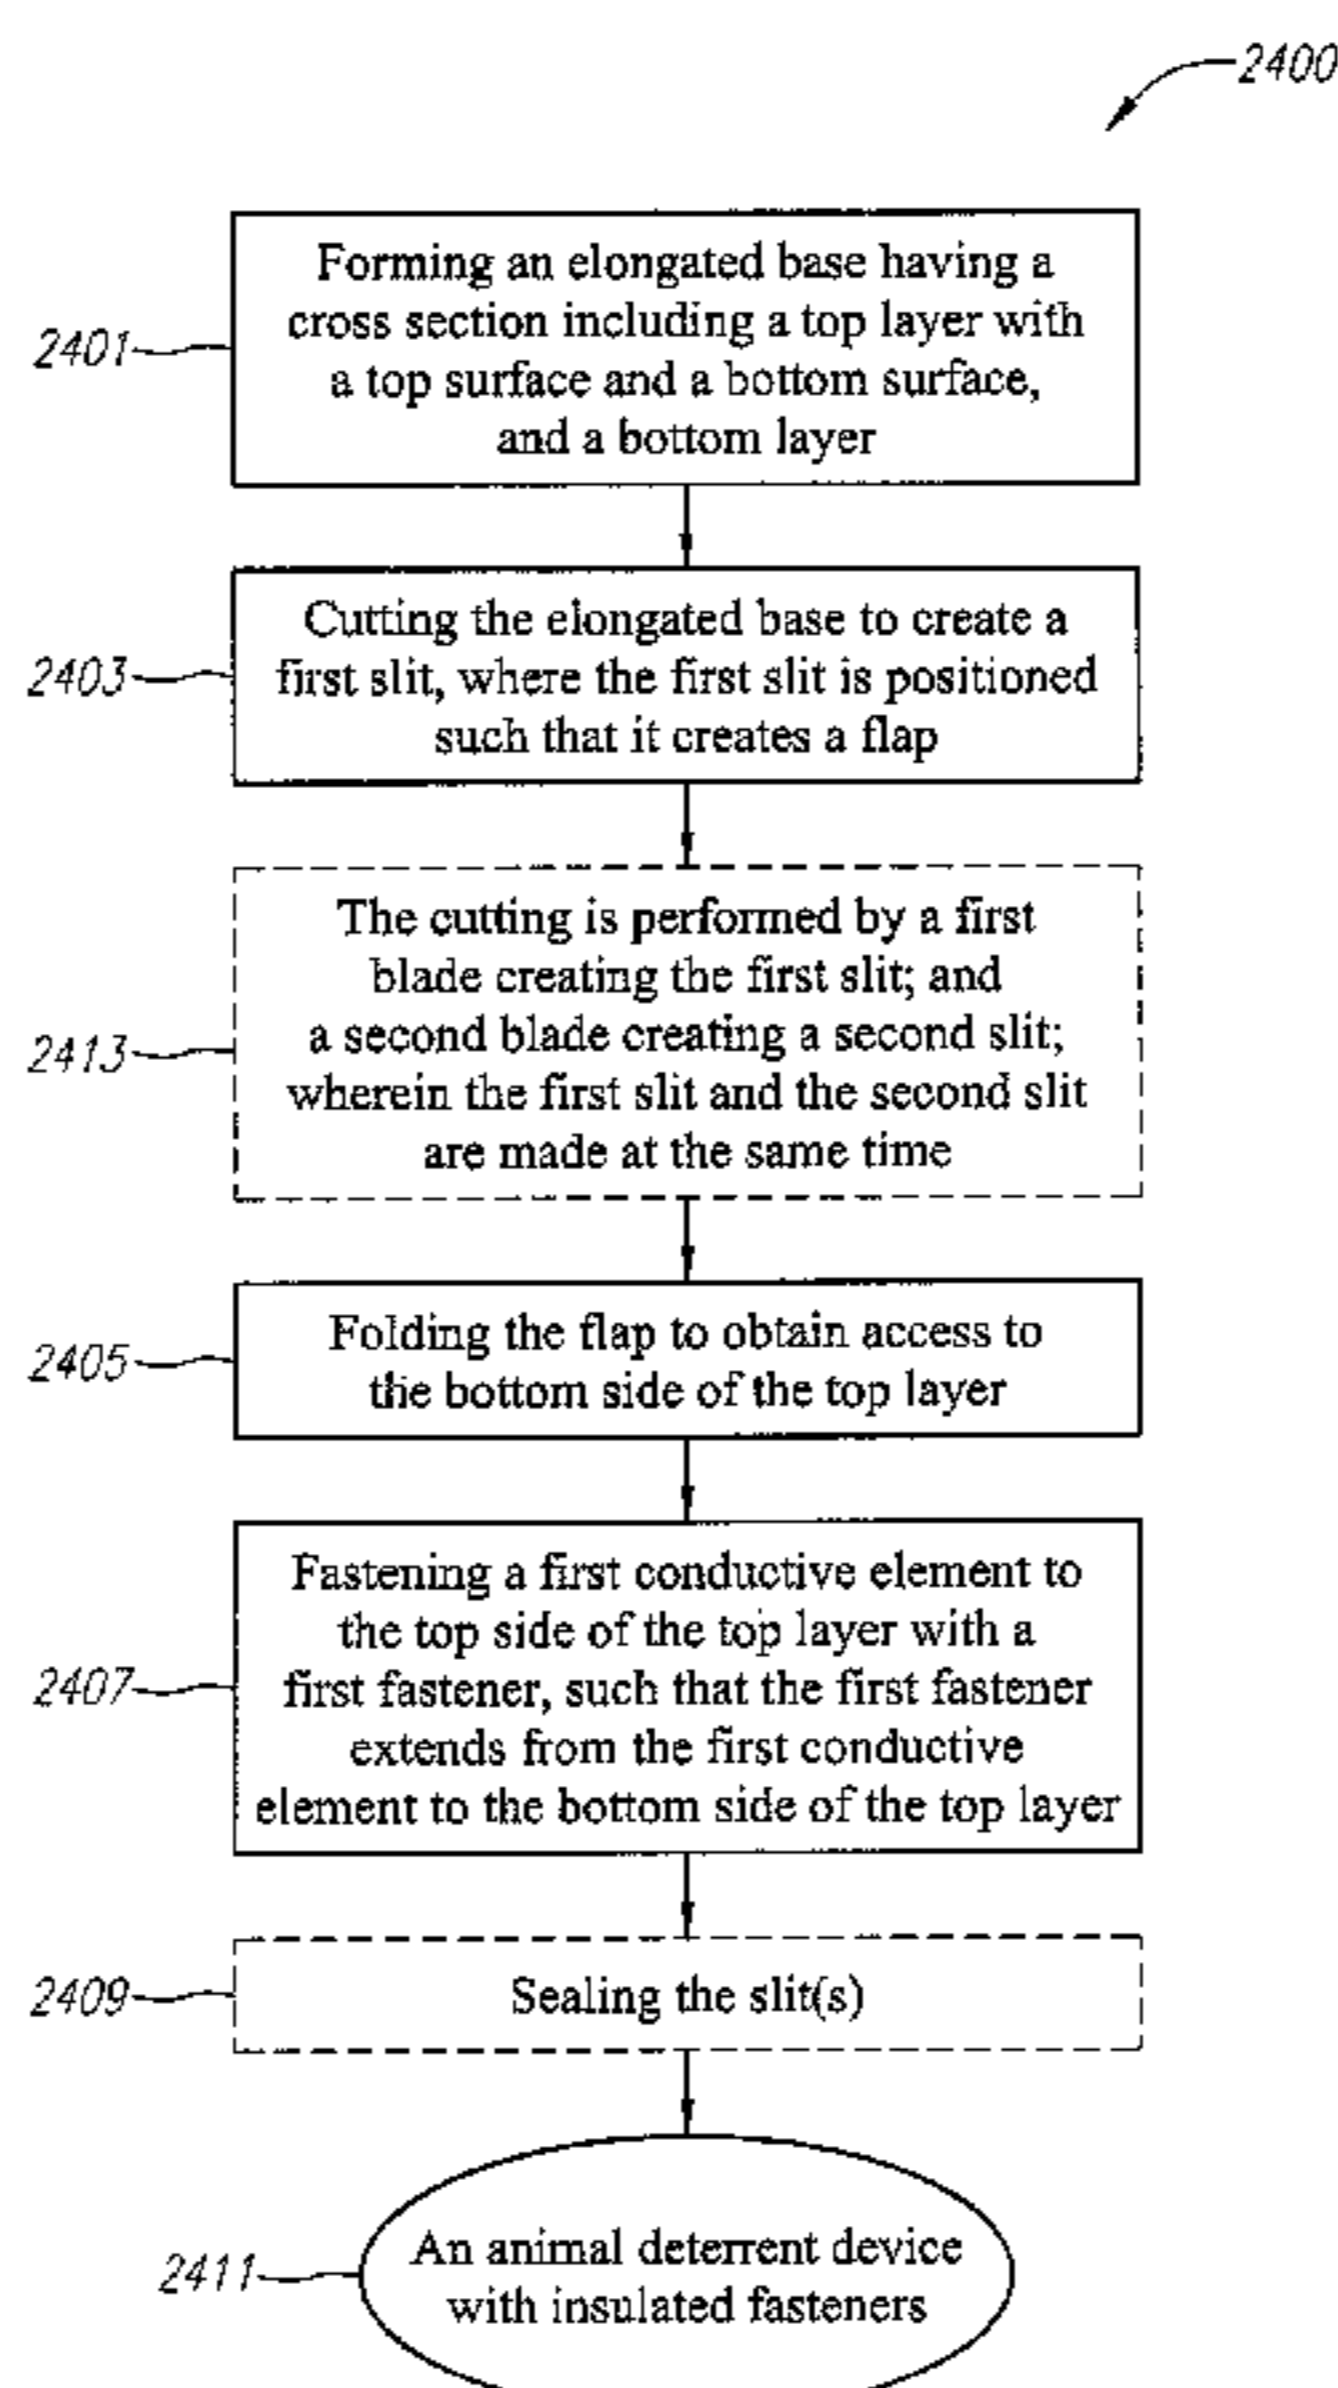 2400
2401
Forming an elongated base having a
cross section including a top layer with
a top surface and a bottom surface,
and a bottom layer
2403
Cutting the elongated base to create a
first slit, where the first slit is positioned
such that it creates a flap
2413
The cutting is performed by a first
blade creating the first slit; and
a second blade creating a second slit;
wherein the first slit and the second slit
are made at the same time
2405
Folding the flap to obtain access to
the bottom side of the top layer
2407
Fastening a first conductive element to
the top side of the top layer with a
first fastener, such that the first fastener
extends from the first conductive
element to the bottom side of the top layer
2409
Sealing the slit(s)
2411
An animal deterrent device
with insulated fasteners